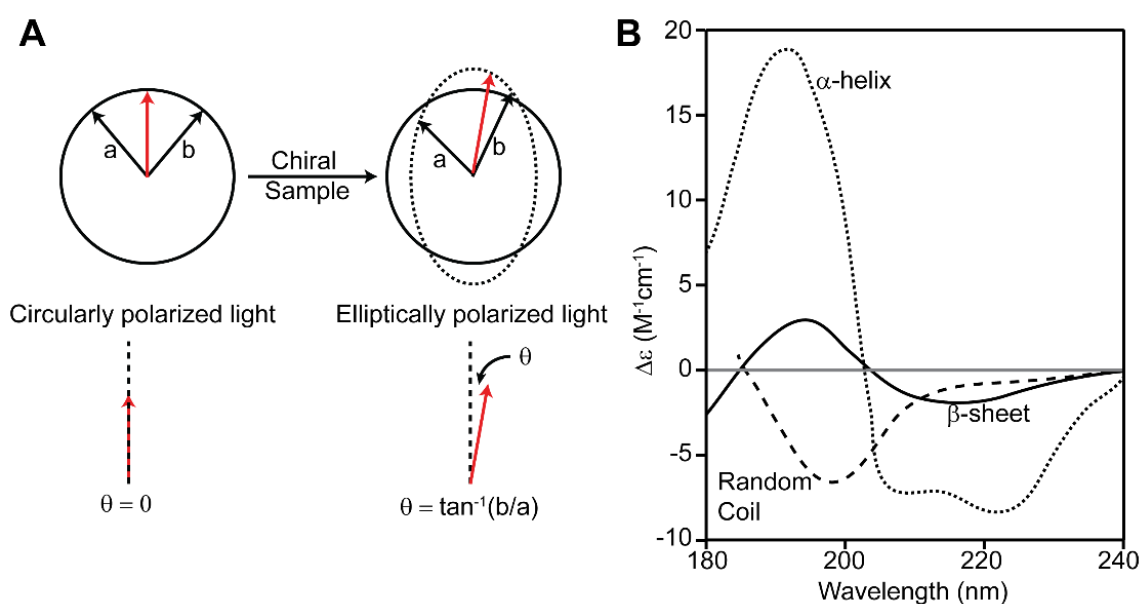 A
a
b
Chiral
Sample
a
b
Circularly polarized light
Elliptically polarized light
θ
θ = 0
θ = tan⁻¹(b/a)
B
20
15
10
5
0
-5
-10
Δε (M⁻¹cm⁻¹)
α-helix
β-sheet
Random
Coil
180
200
220
240
Wavelength (nm)